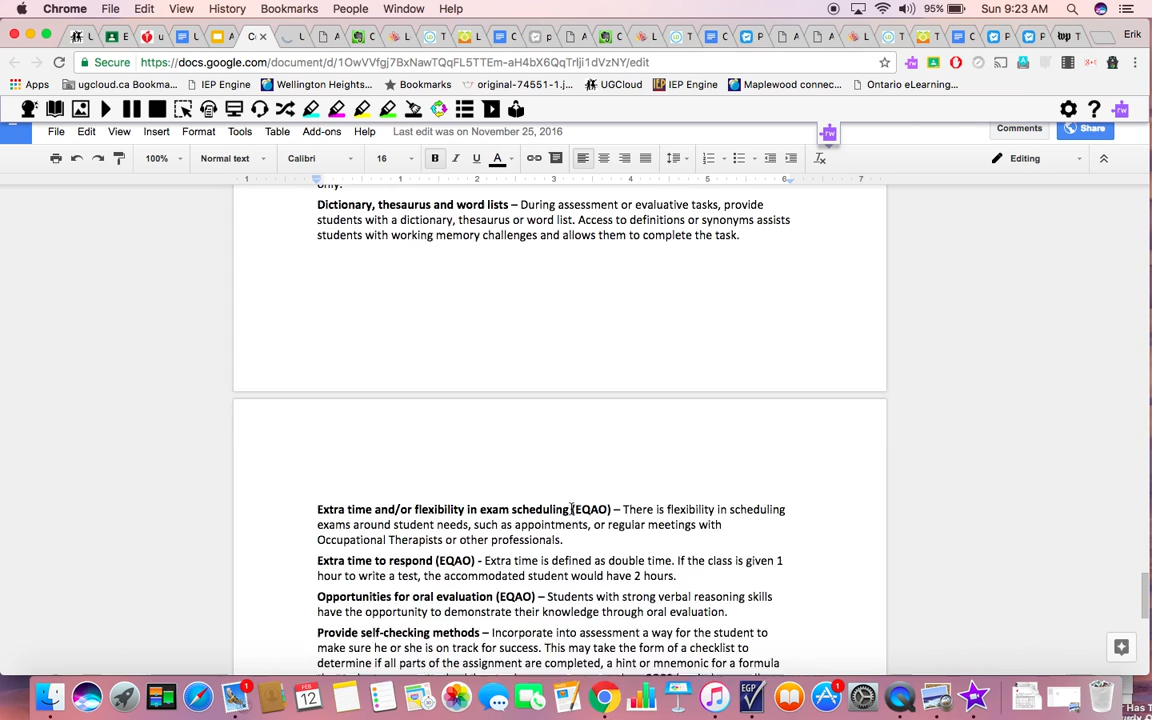 Chrome File Edit View History Bookmarks People Window Help 95% Sun 9:23 AM
Erik
Secure https://docs.google.com/document/d/1OwVVfgj7BxNawTQqFL5TTEm-aH4bX6QqTrlji1dVzNY/edit
Apps ugcloud.ca Bookma... IEP Engine Wellington Heights... Bookmarks original-74551-1.j... UGCloud IEP Engine Maplewood connec... Ontario eLearning...
File Edit View Insert Format Tools Table Add-ons Help Last edit was on November 25, 2016 Comments Share
100% Normal text Calibri 16 B I U A Editing
1 1 2 3 4 5 6 7
only.
Dictionary, thesaurus and word lists – During assessment or evaluative tasks, provide
students with a dictionary, thesaurus or word list. Access to definitions or synonyms assists
students with working memory challenges and allows them to complete the task.
Extra time and/or flexibility in exam scheduling (EQAO) – There is flexibility in scheduling
exams around student needs, such as appointments, or regular meetings with
Occupational Therapists or other professionals.
Extra time to respond (EQAO) - Extra time is defined as double time. If the class is given 1
hour to write a test, the accommodated student would have 2 hours.
Opportunities for oral evaluation (EQAO) – Students with strong verbal reasoning skills
have the opportunity to demonstrate their knowledge through oral evaluation.
Provide self-checking methods – Incorporate into assessment a way for the student to
make sure he or she is on track for success. This may take the form of a checklist to
determine if all parts of the assignment are completed, a hint or mnemonic for a formula